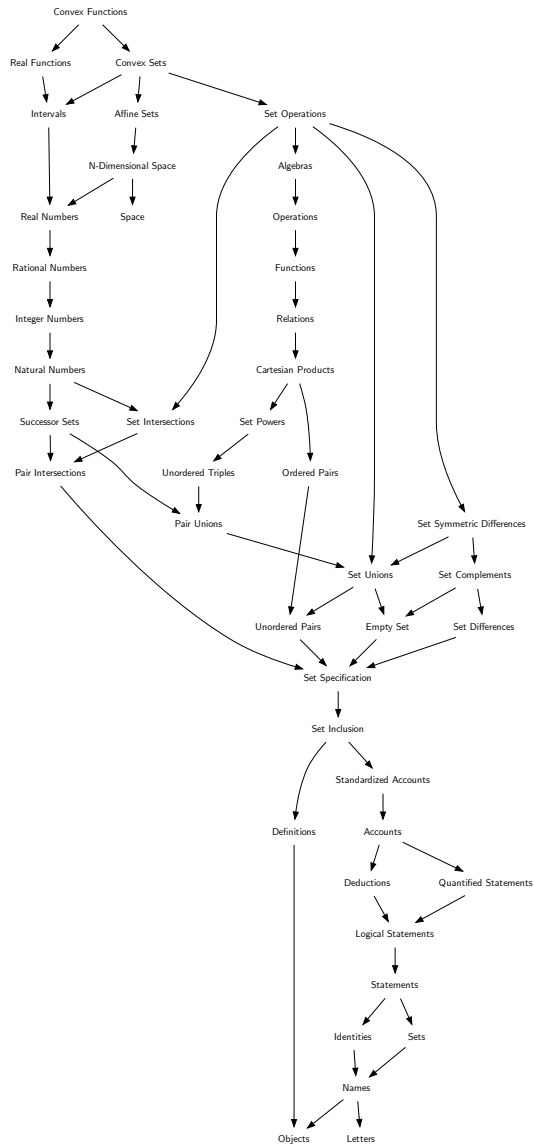 Convex Functions
Real Functions
Convex Sets
Intervals
Affine Sets
Set Operations
N-Dimensional Space
Algebras
Real Numbers
Space
Operations
Rational Numbers
Functions
Integer Numbers
Relations
Natural Numbers
Cartesian Products
Successor Sets
Set Intersections
Set Powers
Pair Intersections
Unordered Triples
Ordered Pairs
Pair Unions
Set Symmetric Differences
Set Unions
Set Complements
Unordered Pairs
Empty Set
Set Differences
Set Specification
Set Inclusion
Standardized Accounts
Definitions
Accounts
Deductions
Quantified Statements
Logical Statements
Statements
Identities
Sets
Names
Objects
Letters